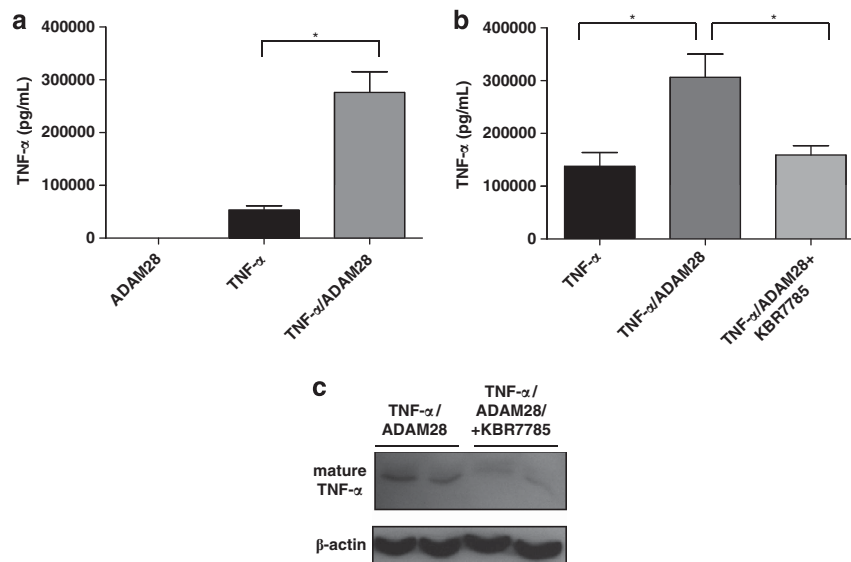 a
TNF-α (pg/mL)
400000
300000
200000
100000
0
*
ADAM28
TNF-α
TNF-α/ADAM28
b
TNF-α (pg/mL)
400000
300000
200000
100000
0
*
*
TNF-α
TNF-α/ADAM28
TNF-α/ADAM28+
KBR7785
c
TNF-α/
ADAM28
TNF-α/
ADAM28/
+KBR7785
mature
TNF-α
β-actin